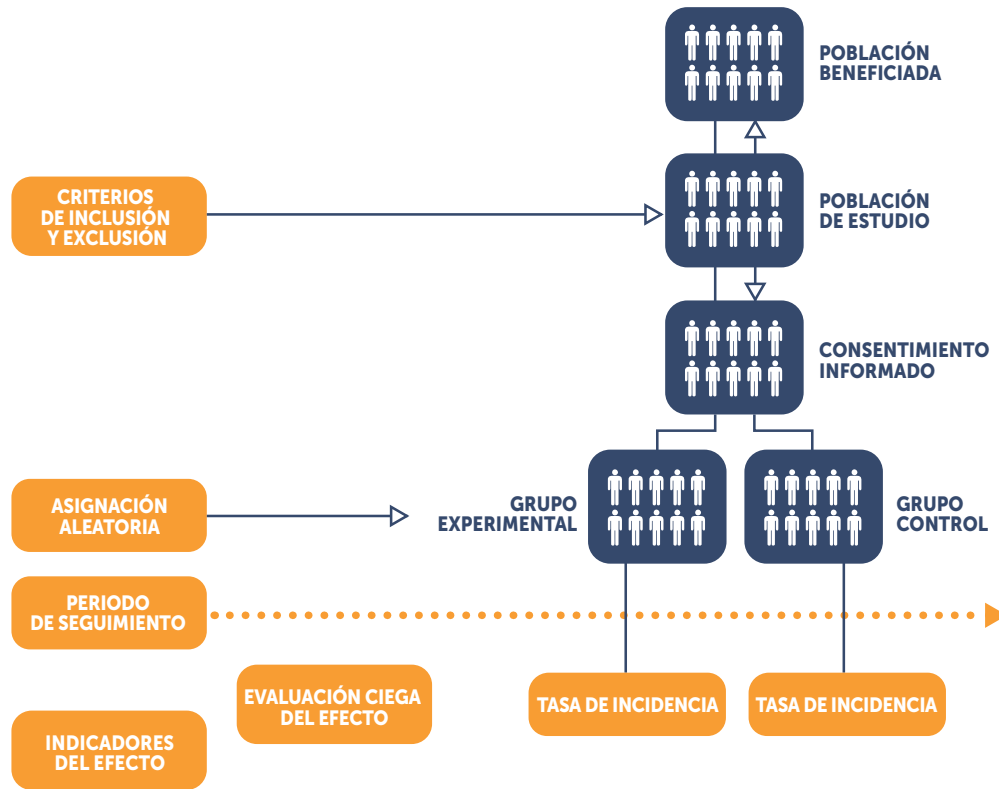 POBLACIÓN
BENEFICIADA
CRITERIOS
DE INCLUSIÓN
Y EXCLUSIÓN
POBLACIÓN
DE ESTUDIO
CONSENTIMIENTO
INFORMADO
ASIGNACIÓN
ALEATORIA
GRUPO
EXPERIMENTAL
GRUPO
CONTROL
PERIODO
DE SEGUIMIENTO
EVALUACIÓN CIEGA
DEL EFECTO
TASA DE INCIDENCIA
TASA DE INCIDENCIA
INDICADORES
DEL EFECTO